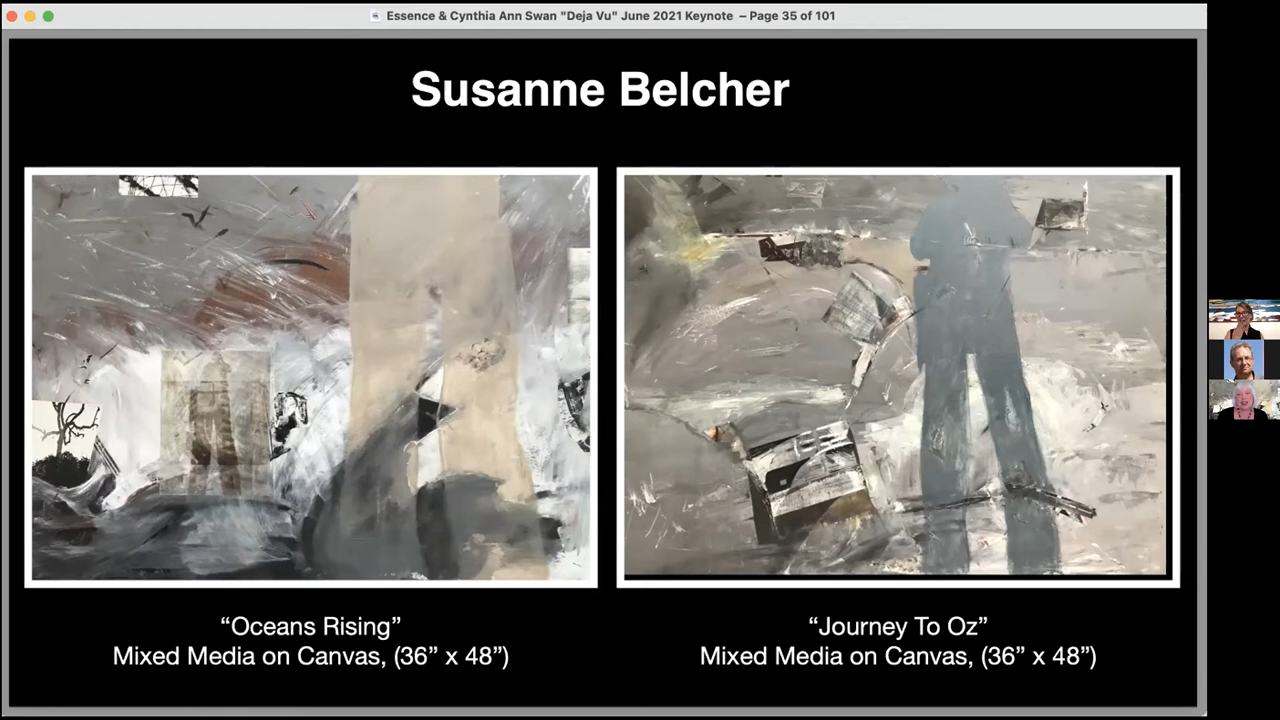 Essence & Cynthia Ann Swan "Deja Vu" June 2021 Keynote – Page 35 of 101
Susanne Belcher
“Oceans Rising”
Mixed Media on Canvas, (36” x 48”)
“Journey To Oz”
Mixed Media on Canvas, (36” x 48”)